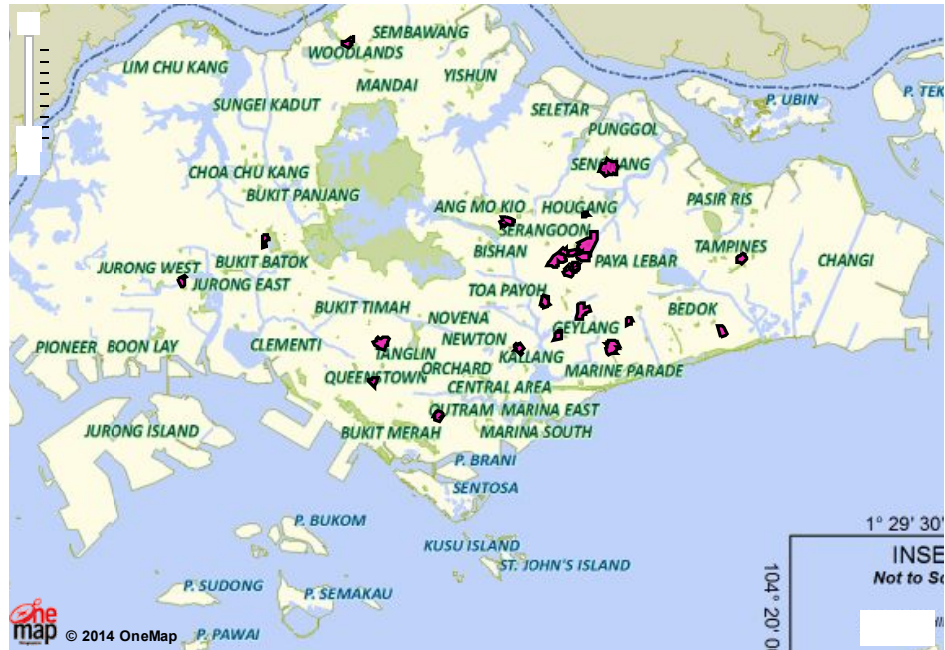 SEMBAWANG
WOODLANDS
LIM CHU KANG
MANDAI
YISHUN
P. UBIN
P. TEK
SUNGEI KADUT
SELETAR
PUNGGOL
CHOA CHU KANG
BUKIT PANJANG
PASIR RIS
ANG MO KIO
HOUGANG
SERANGOON
BISHAN
TAMPINES
PAYA LEBAR
CHANGI
JURONG WEST
BUKIT BATOK
JURONG EAST
TOA PAYOH
BUKIT TIMAH
NOVENA
BEDOK
GEYLANG
PIONEER
BOON LAY
CLEMENTI
NEWTON
TANGLIN
KALLANG
ORCHARD
MARINE PARADE
QUEENSTOWN
CENTRAL AREA
OUTRAM
MARINA EAST
JURONG ISLAND
BUKIT MERAH
MARINA SOUTH
P. BRANI
SENTOSA
P. BUKOM
KUSU ISLAND
ST. JOHN'S ISLAND
P. SUDONG
P. SEMAKAU
P. PAWAI
1° 29' 30'
INSE
Not to Sc
104° 20' 0
One
map
© 2014 OneMap